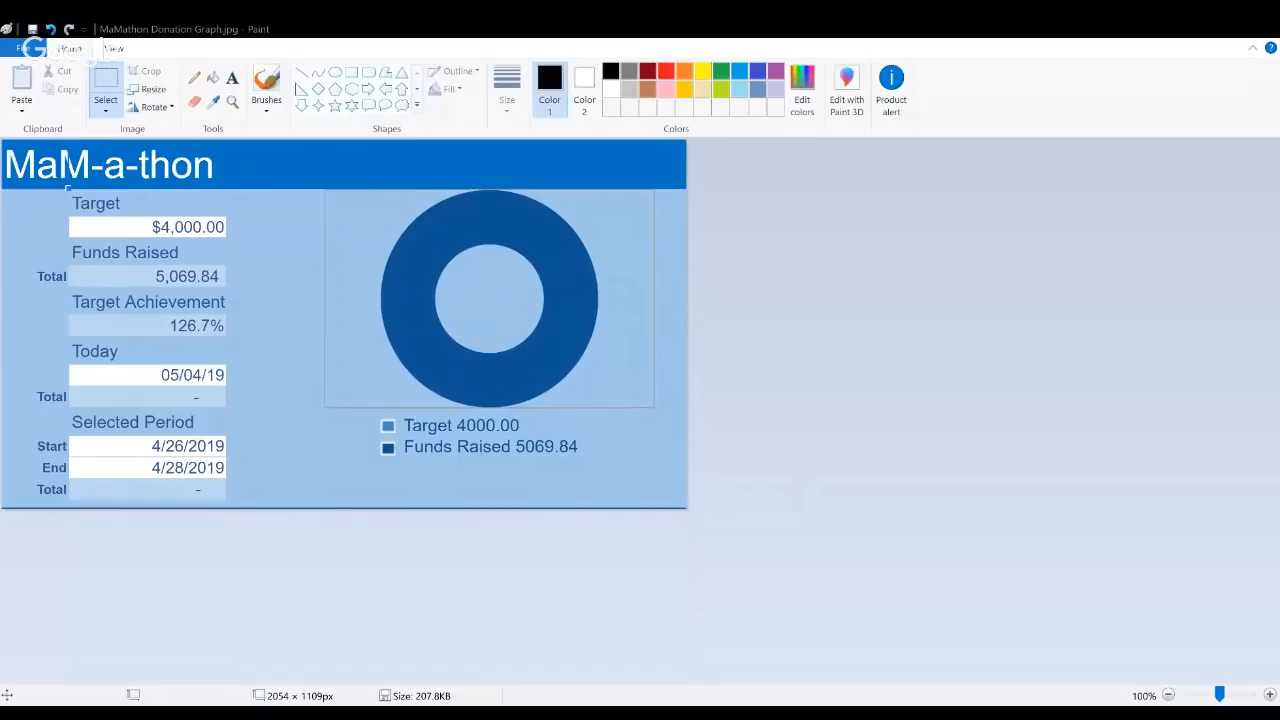 MaMathon Donation Graph.jpg - Paint
File Home View
Paste
Select
Cut
Copy
Crop
Resize
Rotate
A
Brushes
Outline
Fill
Size
Color 1
Color 2
Edit colors
Edit with Paint 3D
Product alert
Clipboard
Image
Tools
Shapes
Colors
MaM-a-thon
Target
$4,000.00
Funds Raised
Total 5,069.84
Target Achievement
126.7%
Today
05/04/19
Total -
Selected Period
Start 4/26/2019
End 4/28/2019
Total -
Target 4000.00
Funds Raised 5069.84
2054 × 1109px
Size: 207.8KB
100%